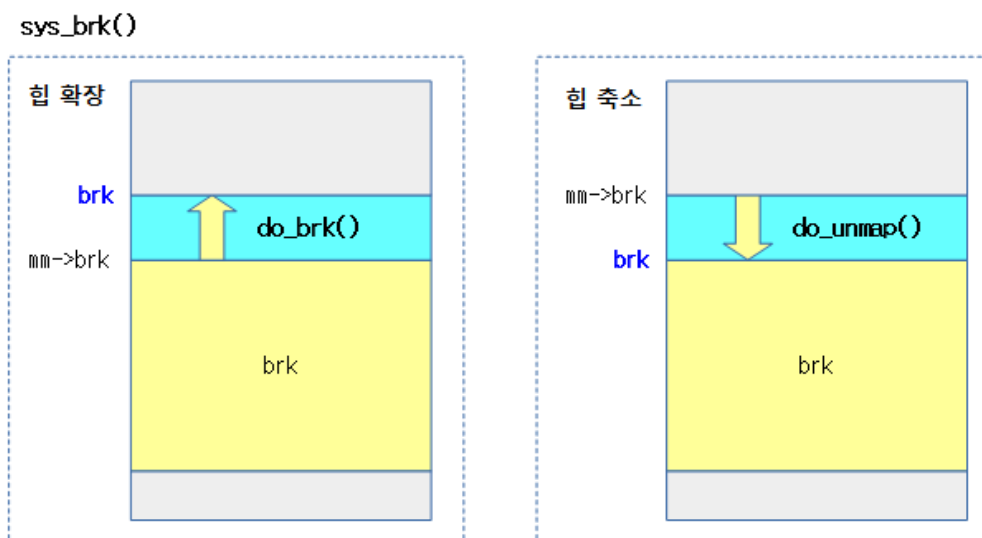 sys_brk()
힙 확장
brk
do_brk()
mm->brk
brk
힙 축소
mm->brk
do_unmap()
brk
brk